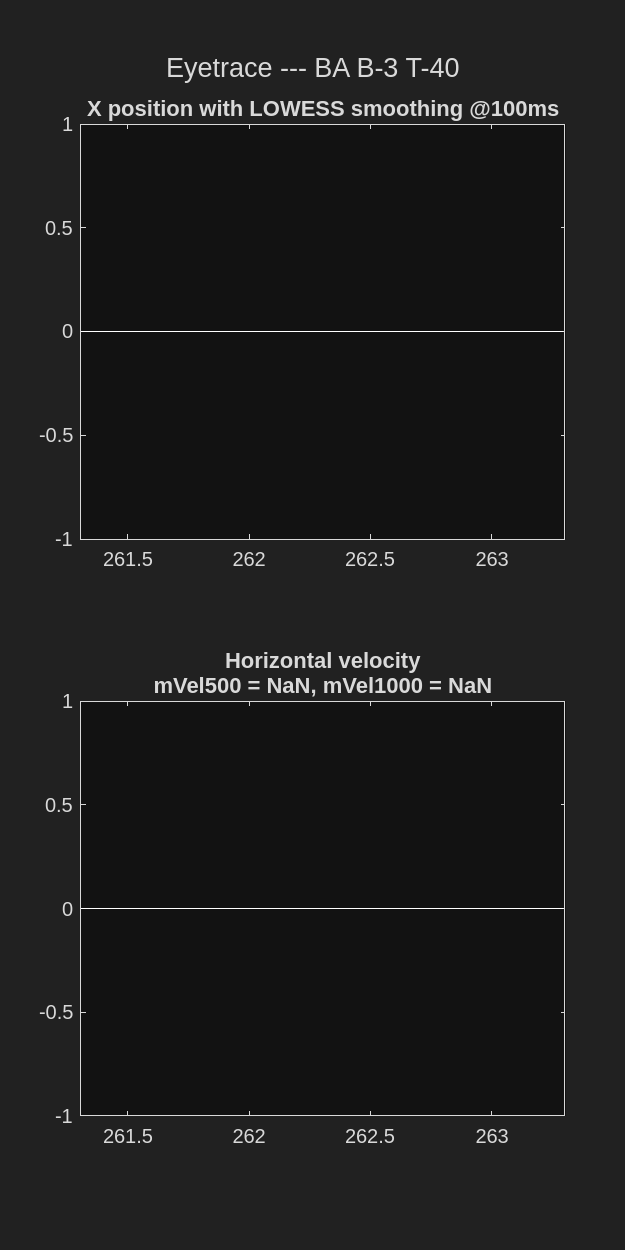 Eyetrace --- BA B-3 T-40
X position with LOWESS smoothing @100ms
1
0.5
0
-0.5
-1
261.5 262 262.5 263
Horizontal velocity
mVel500 = NaN, mVel1000 = NaN
1
0.5
0
-0.5
-1
261.5 262 262.5 263